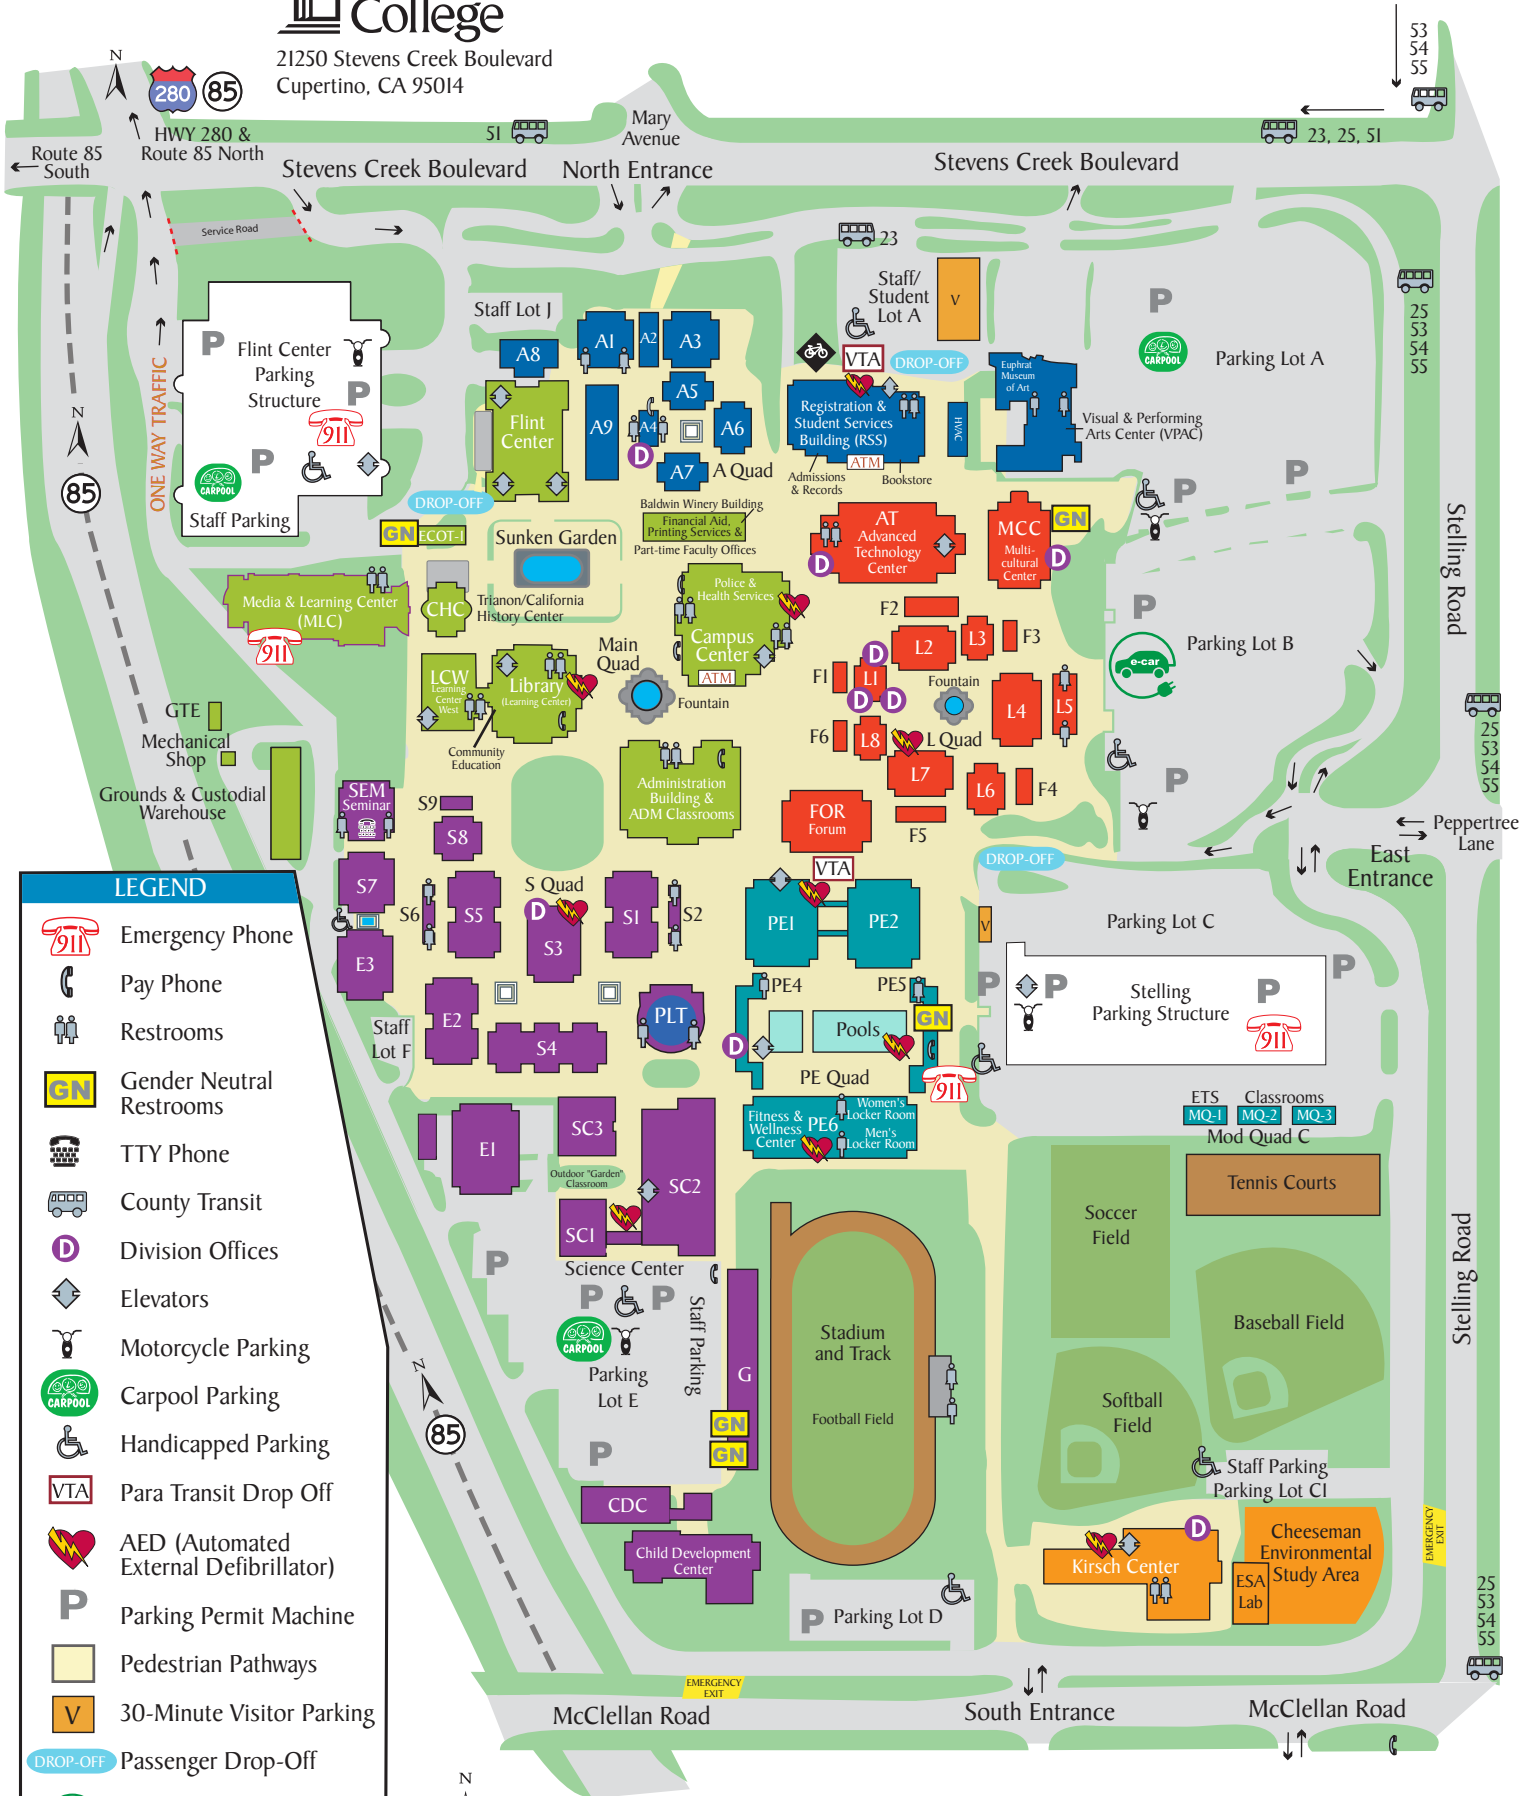 College
21250 Stevens Creek Boulevard
Cupertino, CA 95014
53
54
55
N
280
85
HWY 280 &
Route 85 North
Route 85
South
51
Mary
Avenue
23, 25, 51
Stevens Creek Boulevard
North Entrance
Stevens Creek Boulevard
Service Road
23
Staff/
Student
Lot A
V
Staff Lot J
P
CARPOOL
Parking Lot A
25
53
54
55
ONE WAY TRAFFIC
P
Flint Center
Parking
Structure
P
911
P
CARPOOL
Staff Parking
N
85
A1
A2
A3
A8
A5
A9
A4
A6
D
A7
A Quad
Flint
Center
VTA
DROP-OFF
Registration &
Student Services
Building (RSS)
ATM
HVAC
Admissions
& Records
Bookstore
Euphrat
Museum
of Art
Visual & Performing
Arts Center (VPAC)
P
P
DROP-OFF
GN
ECOT-1
Sunken Garden
Baldwin Winery Building
Financial Aid,
Printing Services &
Part-time Faculty Offices
AT
Advanced
Technology
Center
D
MCC
Multi-
cultural
Center
GN
D
Stelling Road
Media & Learning Center
(MLC)
911
CHC
Trianon/California
History Center
Police &
Health Services
Campus
Center
ATM
F2
L2
L3
F3
P
Parking Lot B
e-car
Main
Quad
Fountain
LCW
Learning
Center
West
Library
(Learning Center)
Community
Education
D
F1
L1
D
D
Fountain
L4
L5
F6
L8
L Quad
L7
L6
F4
F5
P
25
53
54
55
GTE
Mechanical
Shop
Grounds & Custodial
Warehouse
SEM
Seminar
S9
S8
Administration
Building &
ADM Classrooms
FOR
Forum
VTA
DROP-OFF
Peppertree
Lane
East
Entrance
S7
S6
S5
S Quad
D
S3
S1
S2
E3
PE1
PE2
V
Parking Lot C
P
P
P
Stelling
Parking Structure
P
911
E2
Staff
Lot F
S4
PLT
PE4
PE5
Pools
GN
D
PE Quad
911
ETS
Classrooms
MQ-1
MQ-2
MQ-3
Mod Quad C
E1
SC3
SC2
Outdoor "Garden"
Classroom
SC1
Science Center
Fitness &
Wellness
Center
PE6
Women's
Locker Room
Men's
Locker Room
Tennis Courts
Soccer
Field
Baseball Field
Softball
Field
Stelling Road
P
P
P
CARPOOL
Parking
Lot E
P
Staff Parking
G
GN
GN
Stadium
and Track
Football Field
N
85
CDC
Child Development
Center
Staff Parking
Parking Lot C1
D
Kirsch Center
Cheeseman
Environmental
Study Area
ESA
Lab
EMERGENCY
EXIT
P
Parking Lot D
25
53
54
55
EMERGENCY
EXIT
McClellan Road
South Entrance
McClellan Road
N
LEGEND
911
Emergency Phone
Pay Phone
Restrooms
GN
Gender Neutral
Restrooms
TTY Phone
County Transit
D
Division Offices
Elevators
Motorcycle Parking
CARPOOL
Carpool Parking
Handicapped Parking
VTA
Para Transit Drop Off
AED (Automated
External Defibrillator)
P
Parking Permit Machine
Pedestrian Pathways
V
30-Minute Visitor Parking
DROP-OFF
Passenger Drop-Off